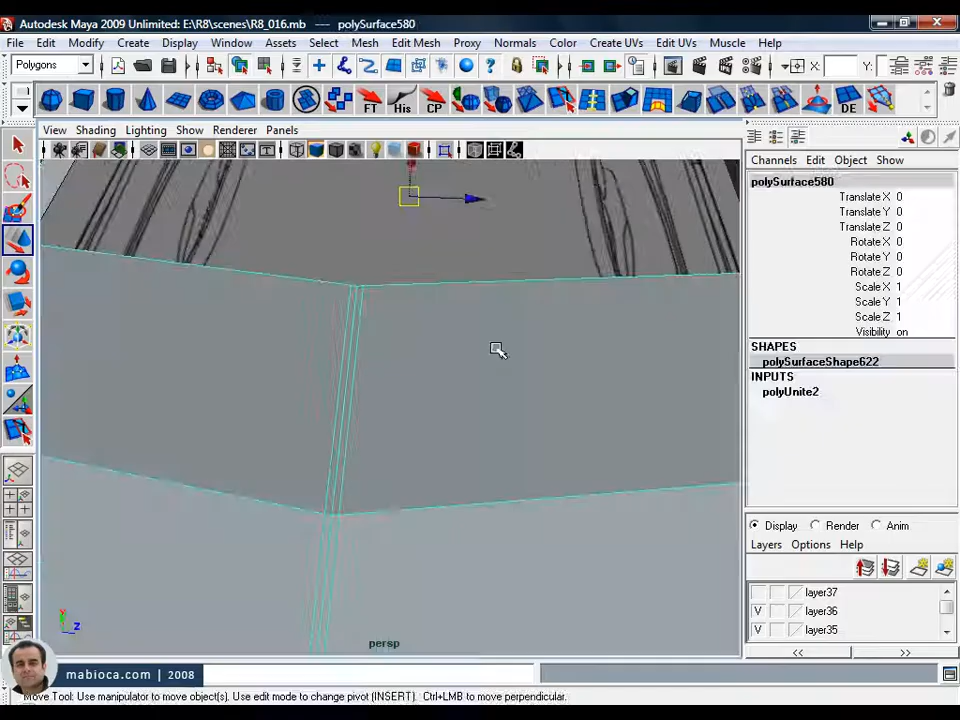 Autodesk Maya 2009 Unlimited: E:\R8\scenes\R8_016.mb --- polySurface580
File Edit Modify Create Display Window Assets Select Mesh Edit Mesh Proxy Normals Color Create UVs Edit UVs Muscle Help
Polygons X: Y:
FT His CP DE
View Shading Lighting Show Renderer Panels
Channels Edit Object Show
polySurface580
Translate X 0
Translate Y 0
Translate Z 0
Rotate X 0
Rotate Y 0
Rotate Z 0
Scale X 1
Scale Y 1
Scale Z 1
Visibility on
SHAPES
polySurfaceShape622
INPUTS
polyUnite2
Display Render Anim
Layers Options Help
layer37
V layer36
V layer35
<< >>
Y
Z
persp
mabioca.com | 2008
Move Tool: Use manipulator to move object(s). Use edit mode to change pivot (INSERT). Ctrl+LMB to move perpendicular.